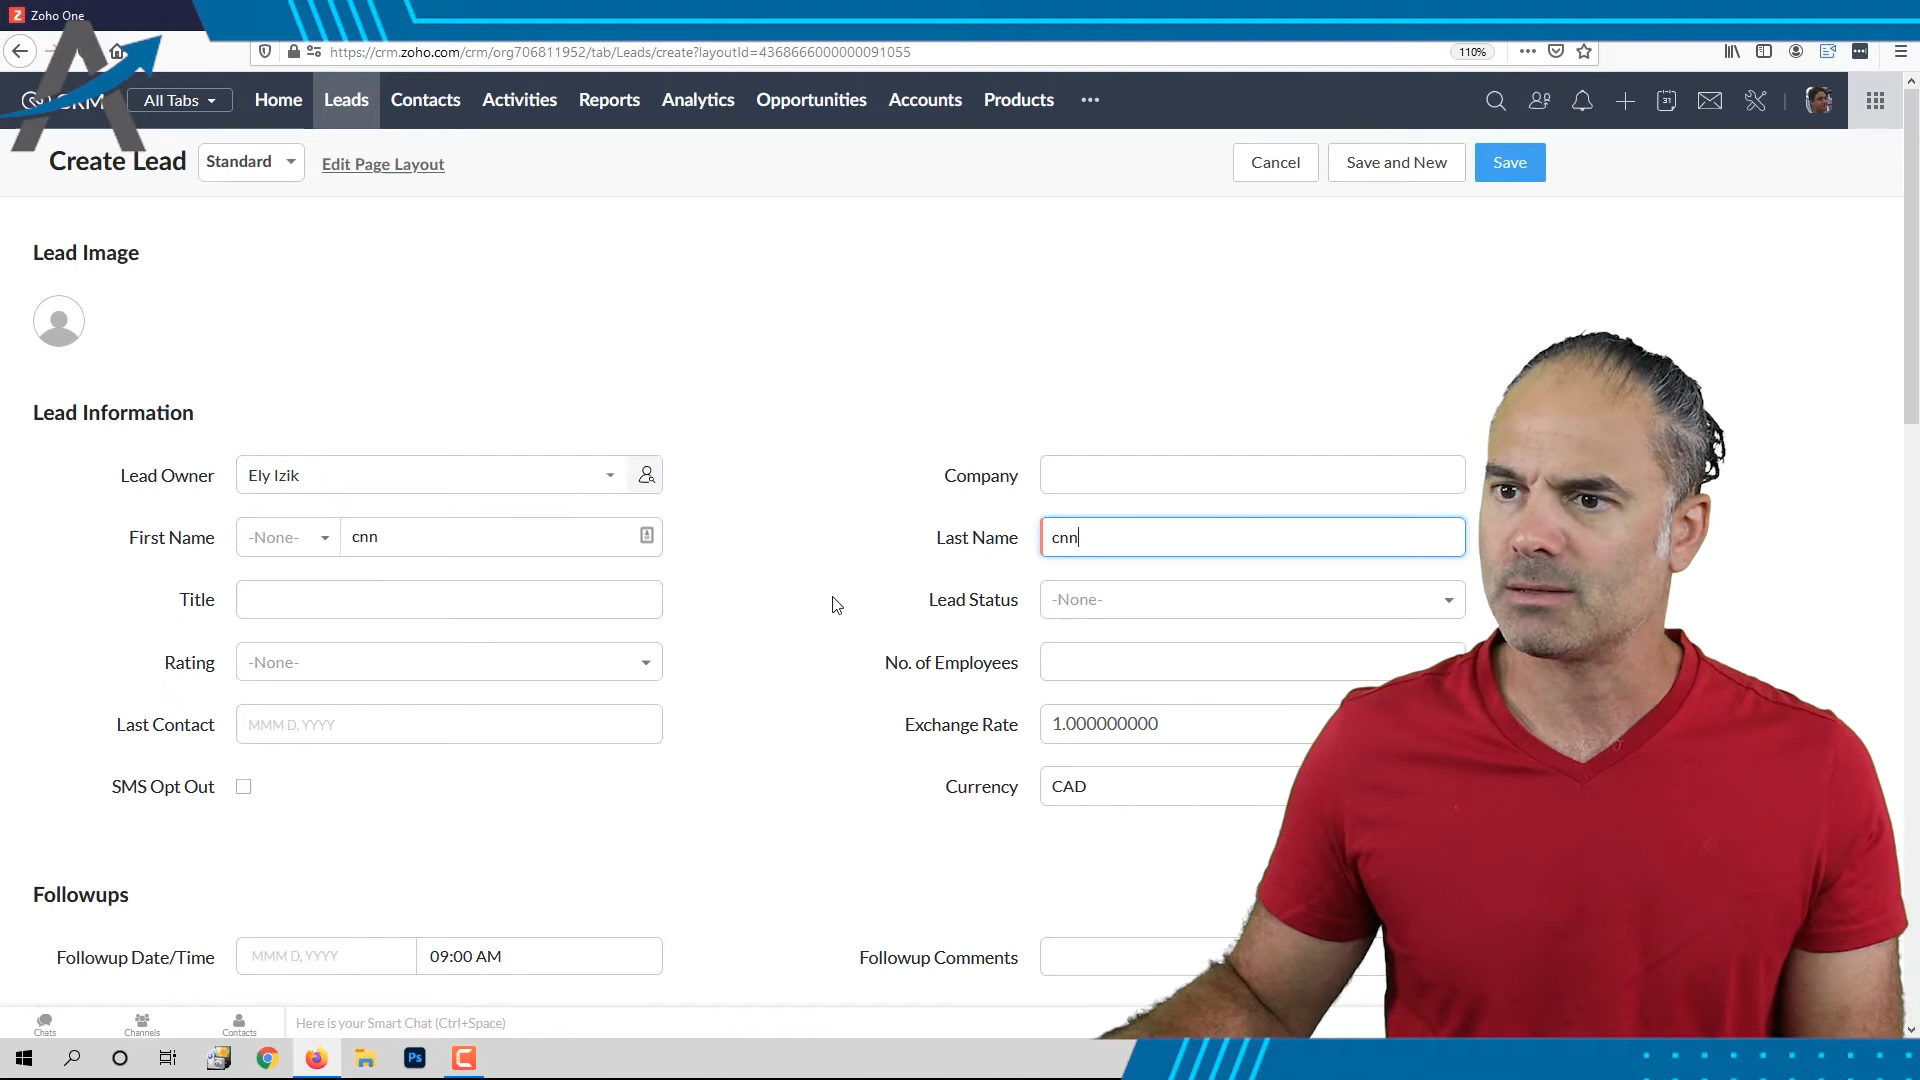 Zoho One
https://crm.zoho.com/crm/org706811952/tab/Leads/create?layoutId=4368666000000091055
110%
CRM
All Tabs
Home
Leads
Contacts
Activities
Reports
Analytics
Opportunities
Accounts
Products
31
Create Lead
Standard
Edit Page Layout
Cancel
Save and New
Save
Lead Image
Lead Information
Lead Owner
Ely Izik
Company
First Name
-None-
cnn
Last Name
cnn
Title
Lead Status
-None-
Rating
-None-
No. of Employees
Last Contact
MMM D, YYYY
Exchange Rate
1.000000000
SMS Opt Out
Currency
CAD
Followups
Followup Date/Time
MMM D, YYYY
09:00 AM
Followup Comments
Chats
Channels
Contacts
Here is your Smart Chat (Ctrl+Space)
Ps